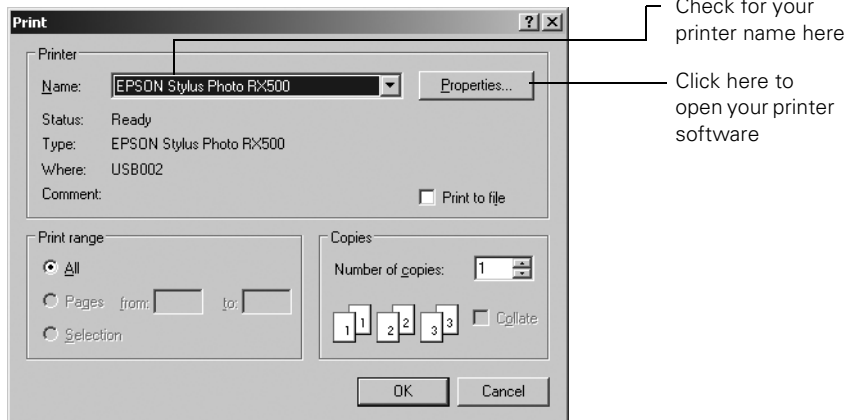 Print
Check for your
printer name here
Printer
Name: EPSON Stylus Photo RX500 Properties...
Click here to
open your printer
software
Status: Ready
Type: EPSON Stylus Photo RX500
Where: USB002
Comment:
Print to file
Print range
All
Pages from: to:
Selection
Copies
Number of copies: 1
1 1 2 2 3 3 Collate
OK Cancel